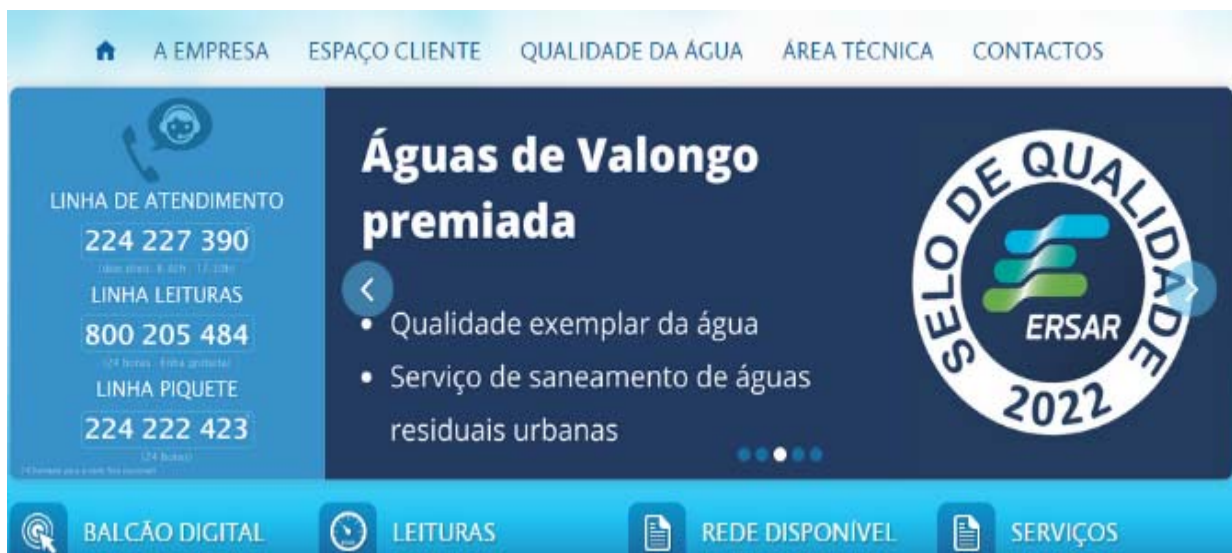 A EMPRESA
ESPAÇO CLIENTE
QUALIDADE DA ÁGUA
ÁREA TÉCNICA
CONTACTOS
LINHA DE ATENDIMENTO
224 227 390
LINHA LEITURAS
800 205 484
LINHA PIQUETE
224 222 423
(24 horas)
Águas de Valongo
premiada
• Qualidade exemplar da água
• Serviço de saneamento de águas
residuais urbanas
SELO DE QUALIDADE
ERSAR
2022
BALCÃO DIGITAL
LEITURAS
REDE DISPONÍVEL
SERVIÇOS